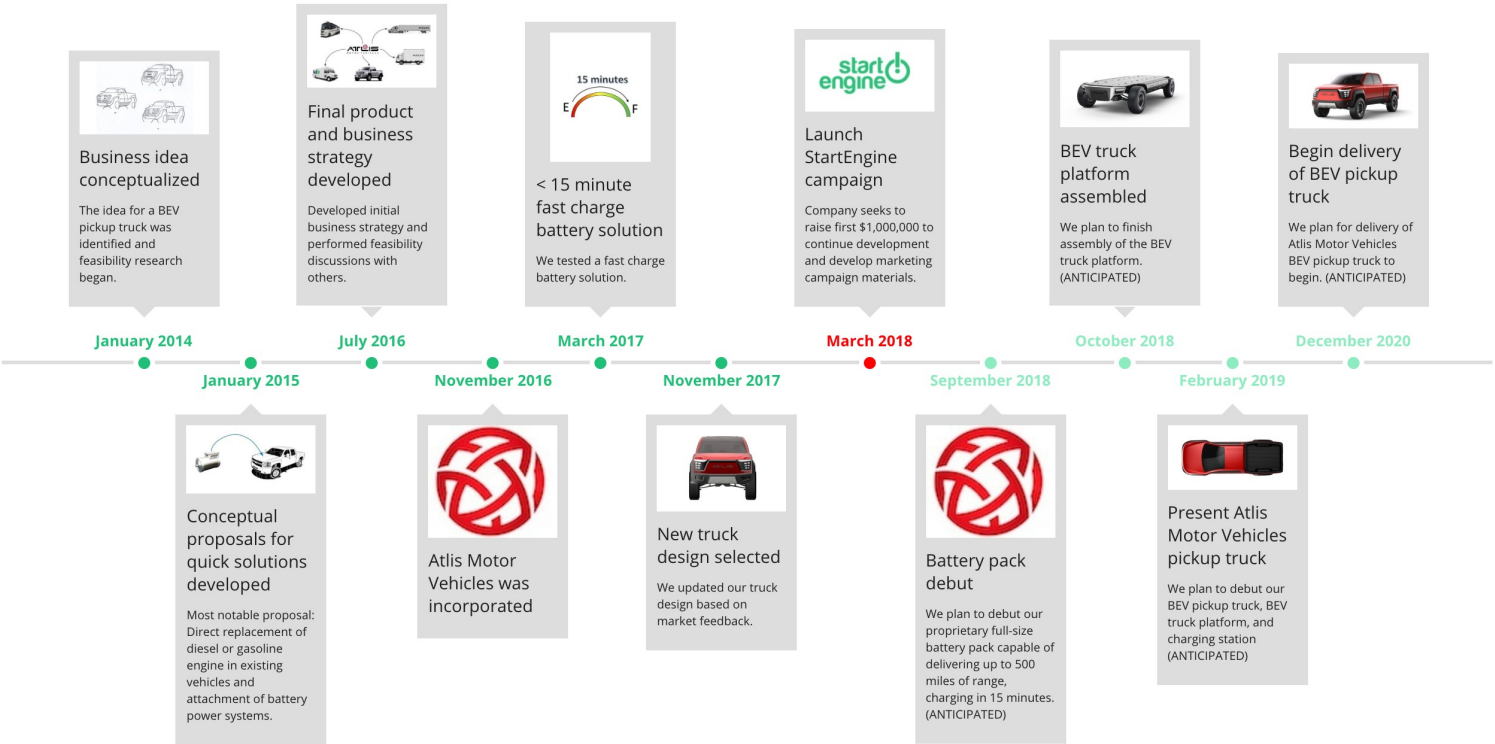 Business idea
conceptualized
The idea for a BEV
pickup truck was
identified and
feasibility research
began.
January 2014
January 2015
Conceptual
proposals for
quick solutions
developed
Most notable proposal:
Direct replacement of
diesel or gasoline
engine in existing
vehicles and
attachment of battery
power systems.
ATLIS
Final product
and business
strategy
developed
Developed initial
business strategy and
performed feasibility
discussions with
others.
July 2016
November 2016
Atlis Motor
Vehicles was
incorporated
15 minutes
E F
< 15 minute
fast charge
battery solution
We tested a fast charge
battery solution.
March 2017
November 2017
New truck
design selected
We updated our truck
design based on
market feedback.
start
engine
Launch
StartEngine
campaign
Company seeks to
raise first $1,000,000 to
continue development
and develop marketing
campaign materials.
March 2018
September 2018
Battery pack
debut
We plan to debut our
proprietary full-size
battery pack capable of
delivering up to 500
miles of range,
charging in 15 minutes.
(ANTICIPATED)
BEV truck
platform
assembled
We plan to finish
assembly of the BEV
truck platform.
(ANTICIPATED)
October 2018
February 2019
Present Atlis
Motor Vehicles
pickup truck
We plan to debut our
BEV pickup truck, BEV
truck platform, and
charging station
(ANTICIPATED)
Begin delivery
of BEV pickup
truck
We plan for delivery of
Atlis Motor Vehicles
BEV pickup truck to
begin. (ANTICIPATED)
December 2020